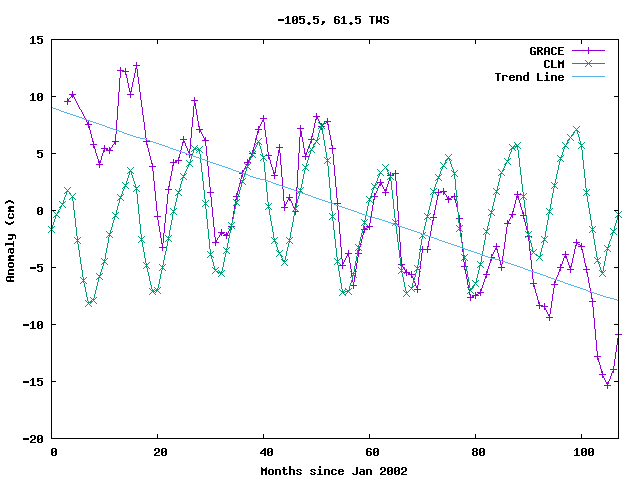 -105.5, 61.5 TWS
GRACE
CLM
Trend Line
15
10
5
0
-5
-10
-15
-20
Anomaly (cm)
0 20 40 60 80 100
Months since Jan 2002